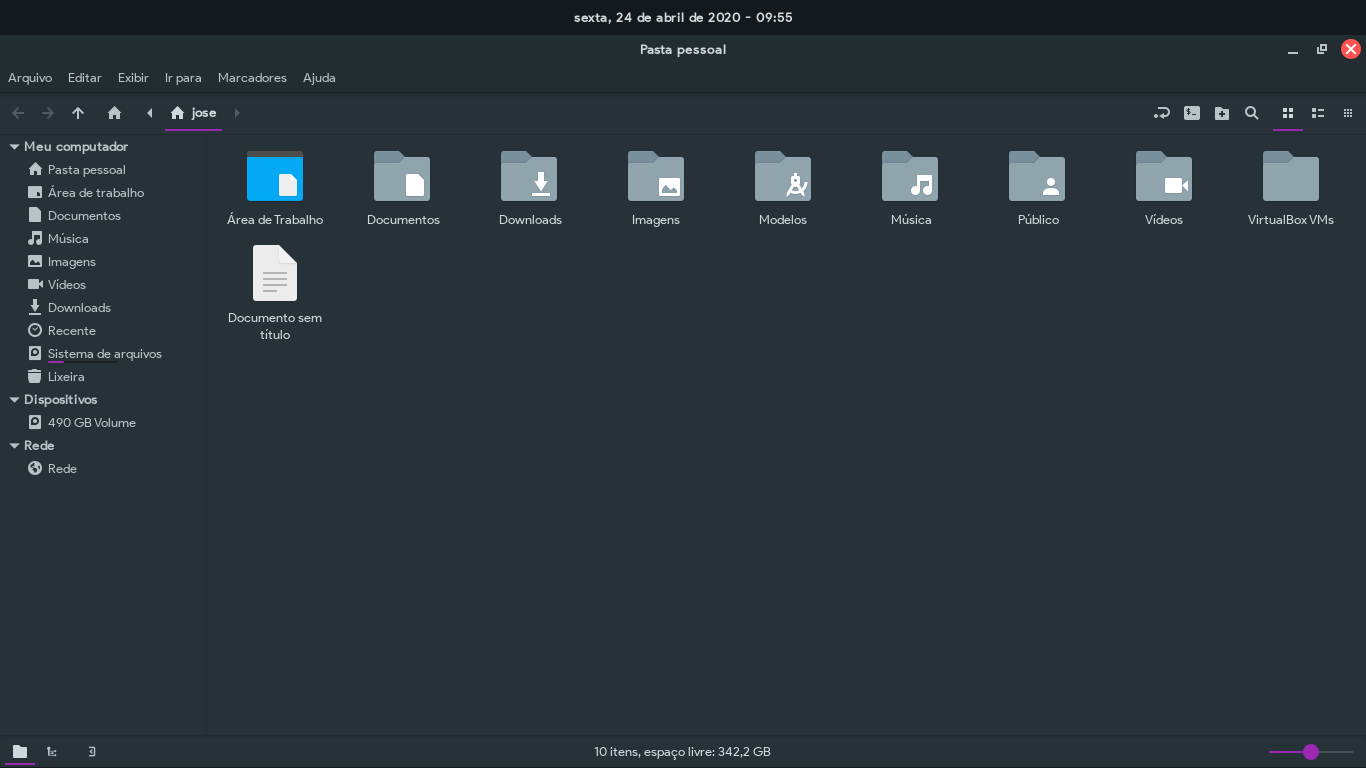 sexta, 24 de abril de 2020 - 09:55
Pasta pessoal
Arquivo Editar Exibir Ir para Marcadores Ajuda
jose
Meu computador
Pasta pessoal
Área de trabalho
Documentos
Música
Imagens
Vídeos
Downloads
Recente
Sistema de arquivos
Lixeira
Dispositivos
490 GB Volume
Rede
Rede
Área de Trabalho Documentos Downloads Imagens Modelos Música Público Vídeos VirtualBox VMs
Documento sem
título
10 itens, espaço livre: 342,2 GB